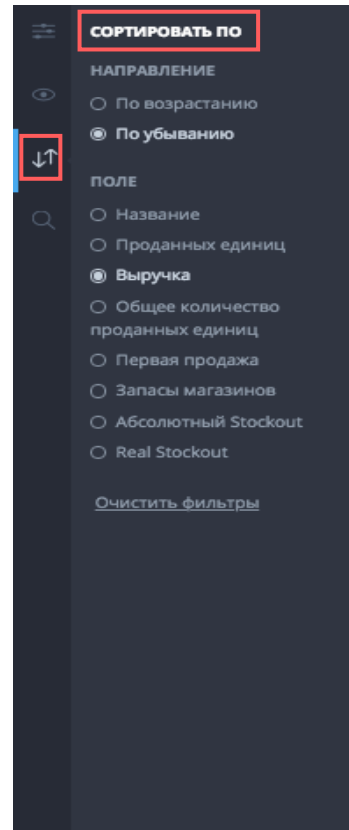 СОРТИРОВАТЬ ПО
НАПРАВЛЕНИЕ
По возрастанию
По убыванию
ПОЛЕ
Название
Проданных единиц
Выручка
Общее количество
проданных единиц
Первая продажа
Запасы магазинов
Абсолютный Stockout
Real Stockout
Очистить фильтры